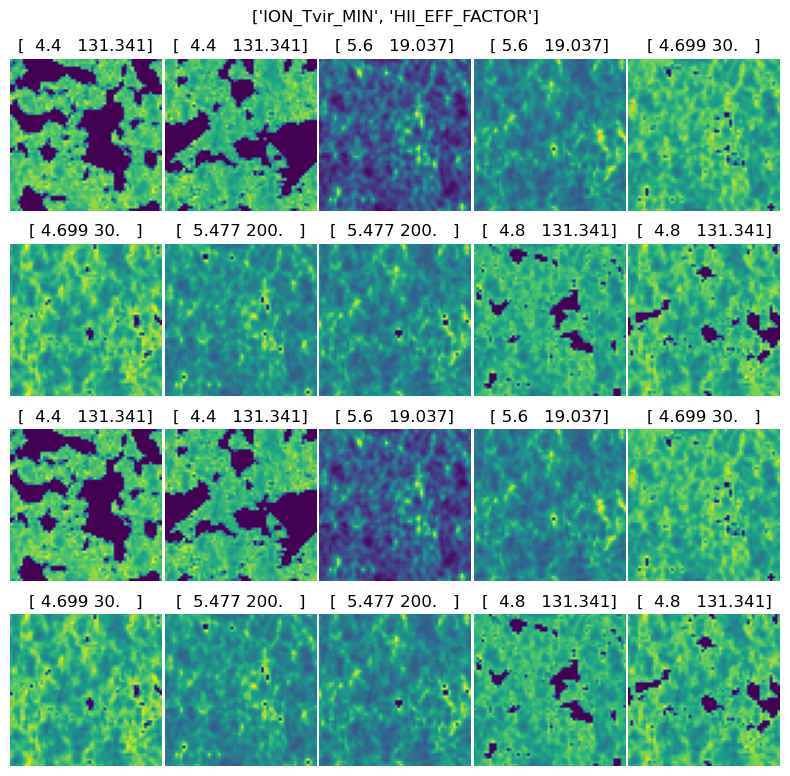 ['ION_Tvir_MIN', 'HII_EFF_FACTOR']
[  4.4   131.341] [  4.4   131.341] [ 5.6   19.037] [ 5.6   19.037] [ 4.699 30.   ]
[ 4.699 30.   ] [  5.477 200.   ] [  5.477 200.   ] [  4.8   131.341] [  4.8   131.341]
[  4.4   131.341] [  4.4   131.341] [ 5.6   19.037] [ 5.6   19.037] [ 4.699 30.   ]
[ 4.699 30.   ] [  5.477 200.   ] [  5.477 200.   ] [  4.8   131.341] [  4.8   131.341]